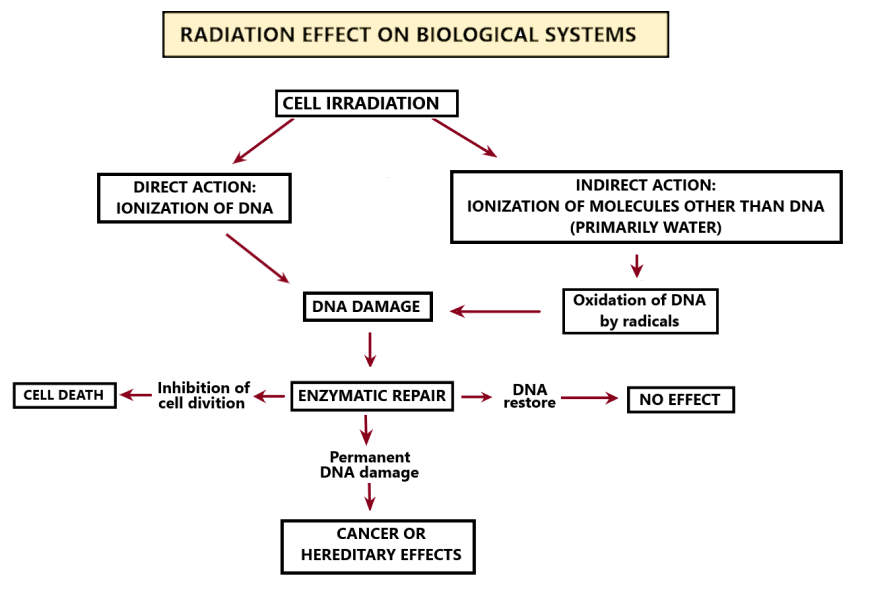 RADIATION EFFECT ON BIOLOGICAL SYSTEMS
CELL IRRADIATION
DIRECT ACTION:
IONIZATION OF DNA
INDIRECT ACTION:
IONIZATION OF MOLECULES OTHER THAN DNA
(PRIMARILY WATER)
DNA DAMAGE
Oxidation of DNA
by radicals
CELL DEATH
Inhibition of
cell divition
ENZYMATIC REPAIR
DNA
restore
NO EFFECT
Permanent
DNA damage
CANCER OR
HEREDITARY EFFECTS